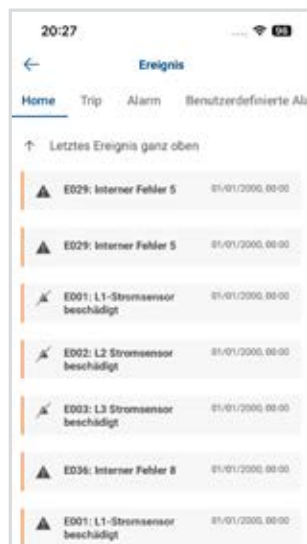 20:27
98
Ereignis
Home Trip Alarm Benutzerdefinierte Ala
Letztes Ereignis ganz oben
E029: Interner Fehler 5 01/01/2000, 00:00
E029: Interner Fehler 5 01/01/2000, 00:00
E001: L1-Stromsensor 01/01/2000, 00:00
beschädigt
E002: L2 Stromsensor 01/01/2000, 00:00
beschädigt
E003: L3 Stromsensor 01/01/2000, 00:00
beschädigt
E036: Interner Fehler 8 01/01/2000, 00:00
E001: L1-Stromsensor 01/01/2000, 00:00
beschädigt